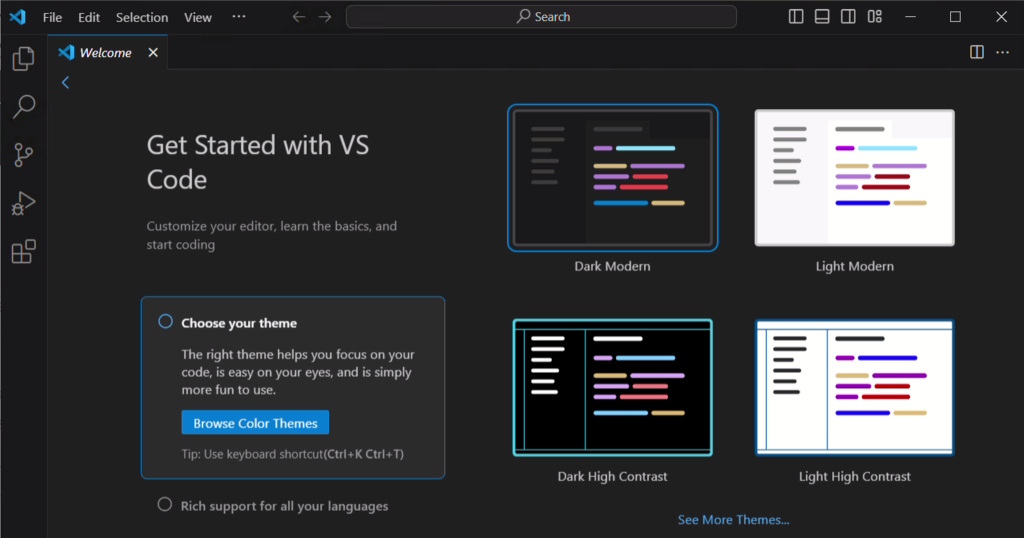 File Edit Selection View ··· Search
Welcome
Get Started with VS
Code
Customize your editor, learn the basics, and
start coding
Choose your theme
The right theme helps you focus on your
code, is easy on your eyes, and is simply
more fun to use.
Browse Color Themes
Tip: Use keyboard shortcut(Ctrl+K Ctrl+T)
Rich support for all your languages
Dark Modern
Light Modern
Dark High Contrast
Light High Contrast
See More Themes...